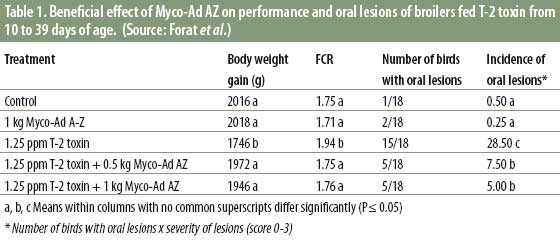 Table 1. Beneficial effect of Myco-Ad AZ on performance and oral lesions of broilers fed T-2 toxin from
10 to 39 days of age. (Source: Forat et al.)
Treatment Body weight gain (g) FCR Number of birds with oral lesions Incidence of oral lesions*
Control 2016 a 1.75 a 1/18 0.50 a
1 kg Myco-Ad A-Z 2018 a 1.71 a 2/18 0.25 a
1.25 ppm T-2 toxin 1746 b 1.94 b 15/18 28.50 c
1.25 ppm T-2 toxin + 0.5 kg Myco-Ad AZ 1972 a 1.75 a 5/18 7.50 b
1.25 ppm T-2 toxin + 1 kg Myco-Ad AZ 1946 a 1.76 a 5/18 5.00 b
a, b, c Means within columns with no common superscripts differ significantly (P≤ 0.05)
* Number of birds with oral lesions x severity of lesions (score 0-3)